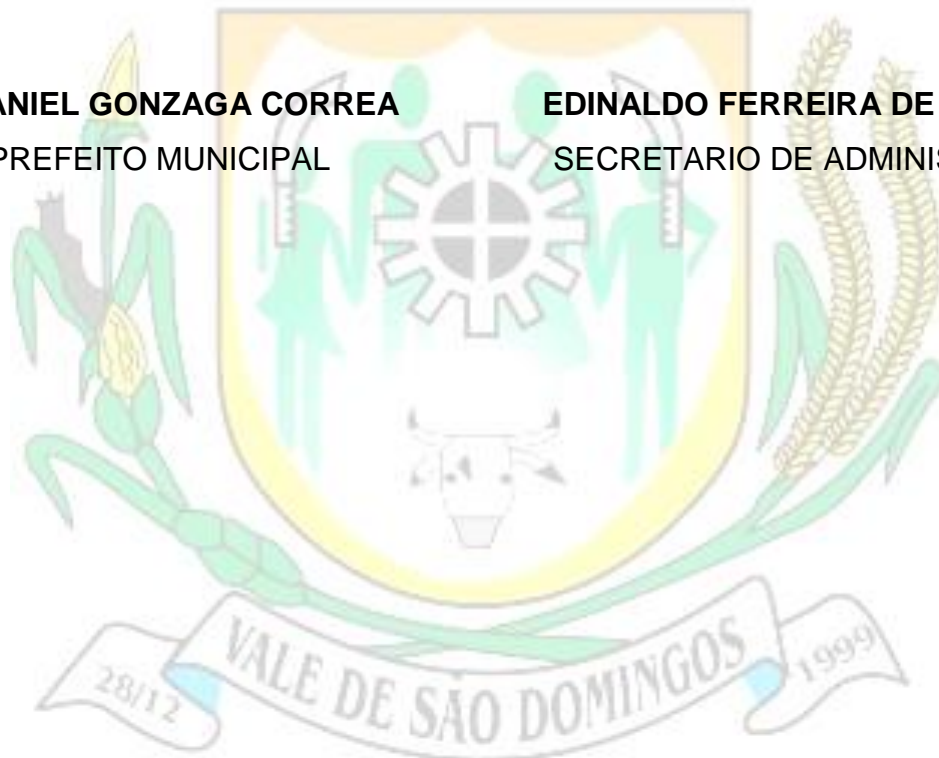 ANIEL GONZAGA CORREA EDINALDO FERREIRA DE
PREFEITO MUNICIPAL SECRETARIO DE ADMINIS
28/12 VALE DE SÃO DOMINGOS 1999